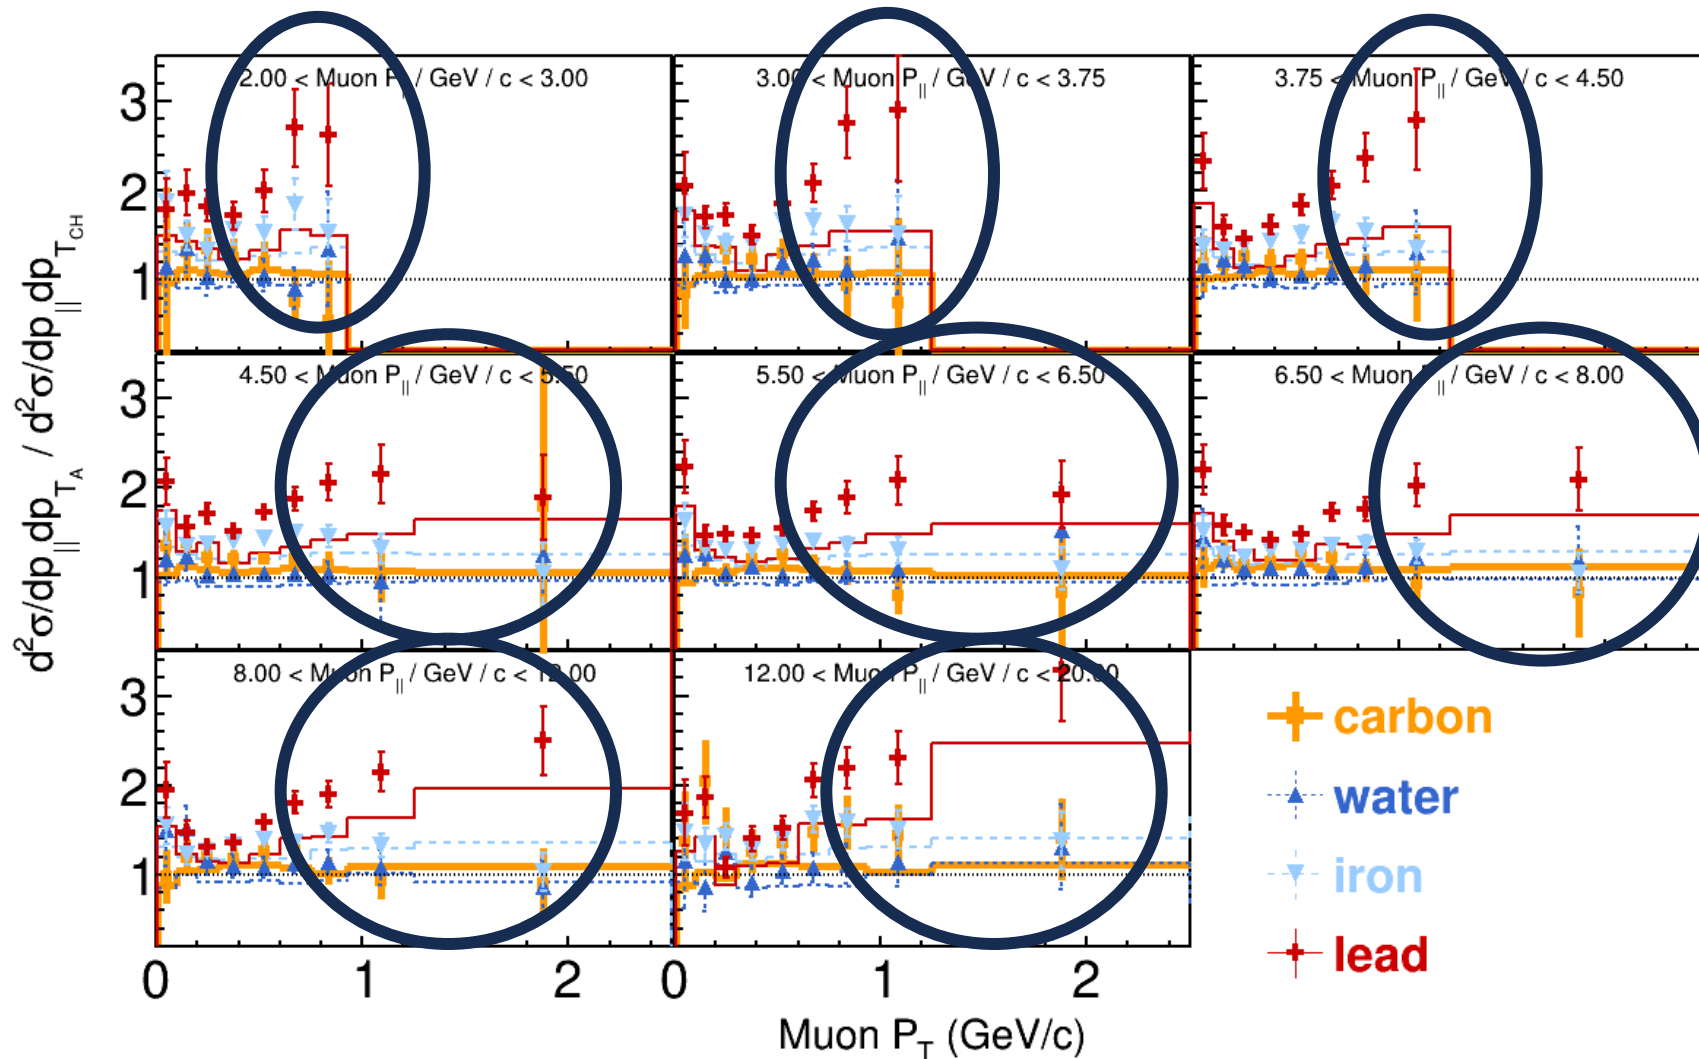 d²σ/dp||dp_T_A / d²σ/dp||dp_T_CH
2.00 < Muon P|| / GeV / c < 3.00
3.00 < Muon P|| / GeV / c < 3.75
3.75 < Muon P|| / GeV / c < 4.50
3
2
1
4.50 < Muon P|| / GeV / c < 5.50
5.50 < Muon P|| / GeV / c < 6.50
6.50 < Muon P|| / GeV / c < 8.00
3
2
1
8.00 < Muon P|| / GeV / c < 12.00
12.00 < Muon P|| / GeV / c < 20.00
3
2
1
carbon
water
iron
lead
0 1 2
0 1 2
Muon P_T (GeV/c)